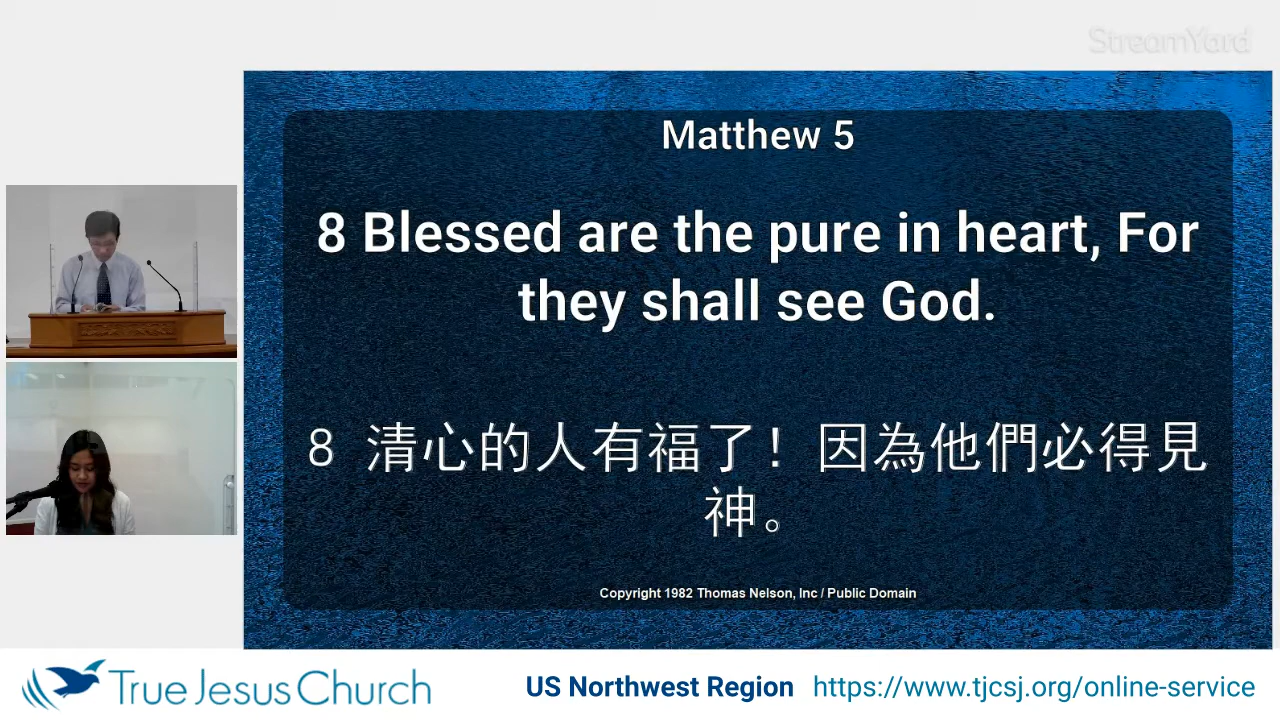 StreamYard
Matthew 5
8 Blessed are the pure in heart, For
they shall see God.
8 清心的人有福了！因為他們必得見
神。
Copyright 1982 Thomas Nelson, Inc / Public Domain
True Jesus Church US Northwest Region https://www.tjcsj.org/online-service